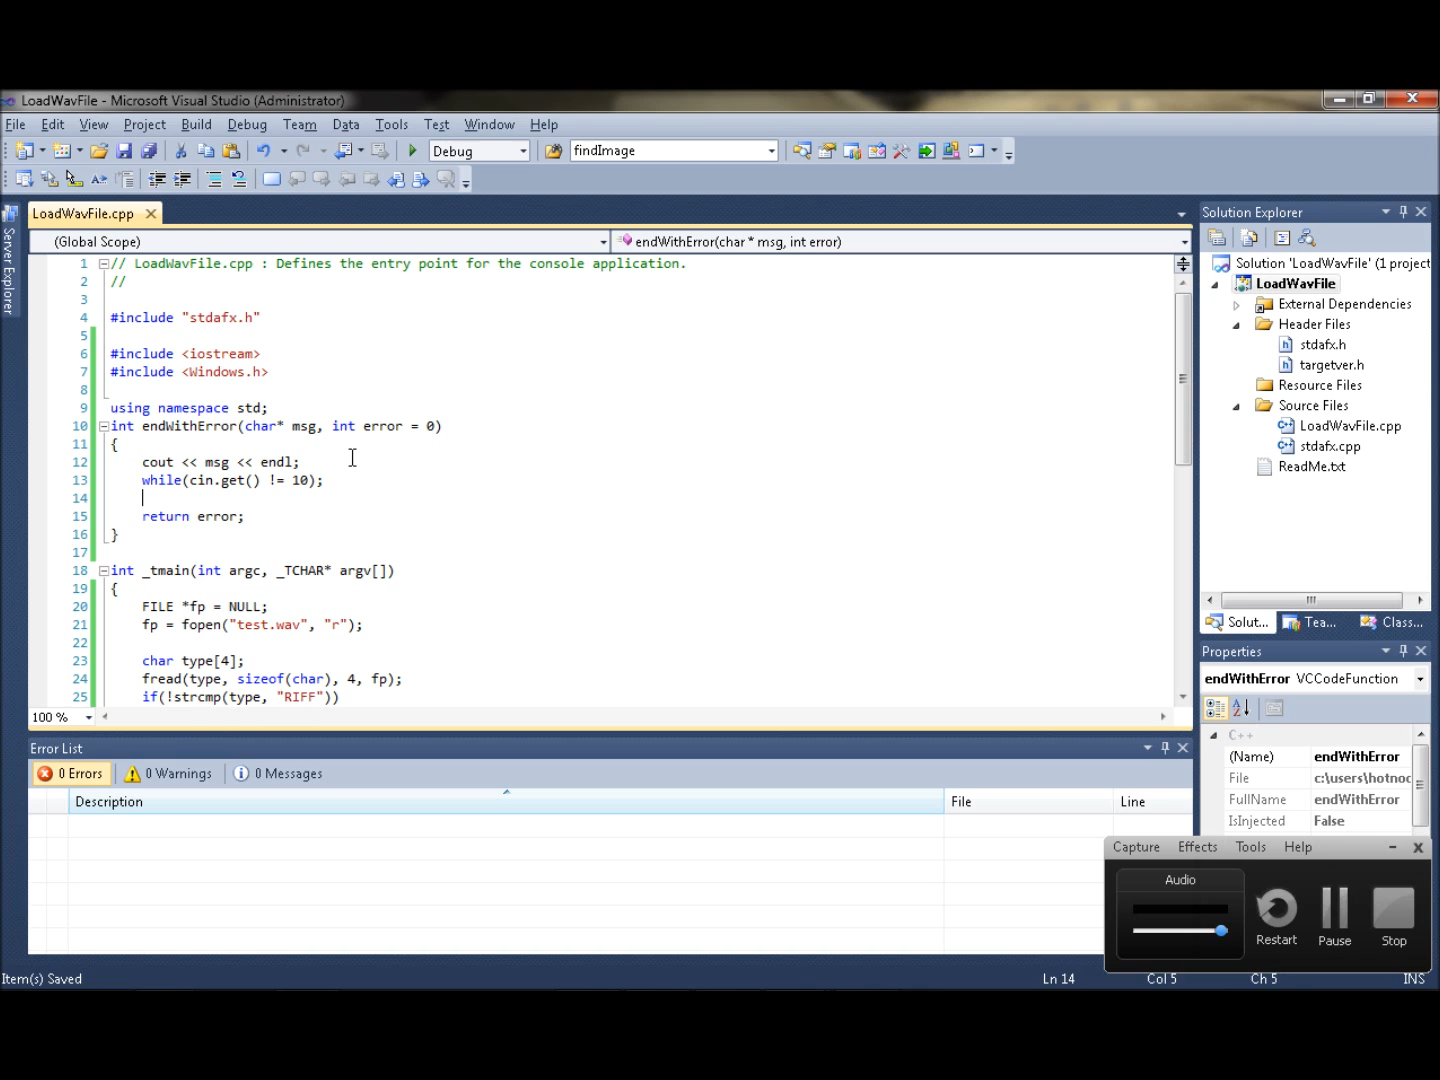 LoadWavFile - Microsoft Visual Studio (Administrator)
File Edit View Project Build Debug Team Data Tools Test Window Help
Debug findImage
Server Explorer
LoadWavFile.cpp
(Global Scope) endWithError(char * msg, int error)
1 // LoadWavFile.cpp : Defines the entry point for the console application.
2 //
3
4 #include "stdafx.h"
5
6 #include <iostream>
7 #include <Windows.h>
8
9 using namespace std;
10 int endWithError(char* msg, int error = 0)
11 {
12 cout << msg << endl;
13 while(cin.get() != 10);
14
15 return error;
16 }
17
18 int _tmain(int argc, _TCHAR* argv[])
19 {
20 FILE *fp = NULL;
21 fp = fopen("test.wav", "r");
22
23 char type[4];
24 fread(type, sizeof(char), 4, fp);
25 if(!strcmp(type, "RIFF"))
100 %
Solution Explorer
Solution 'LoadWavFile' (1 project
LoadWavFile
External Dependencies
Header Files
stdafx.h
targetver.h
Resource Files
Source Files
LoadWavFile.cpp
stdafx.cpp
ReadMe.txt
Solut... Tea... Class...
Properties
endWithError VCCodeFunction
C++
(Name) endWithError
File c:\users\hotnoc
FullName endWithError
IsInjected False
Error List
0 Errors 0 Warnings 0 Messages
Description File Line
Capture Effects Tools Help
Audio
Restart Pause Stop
Item(s) Saved Ln 14 Col 5 Ch 5 INS